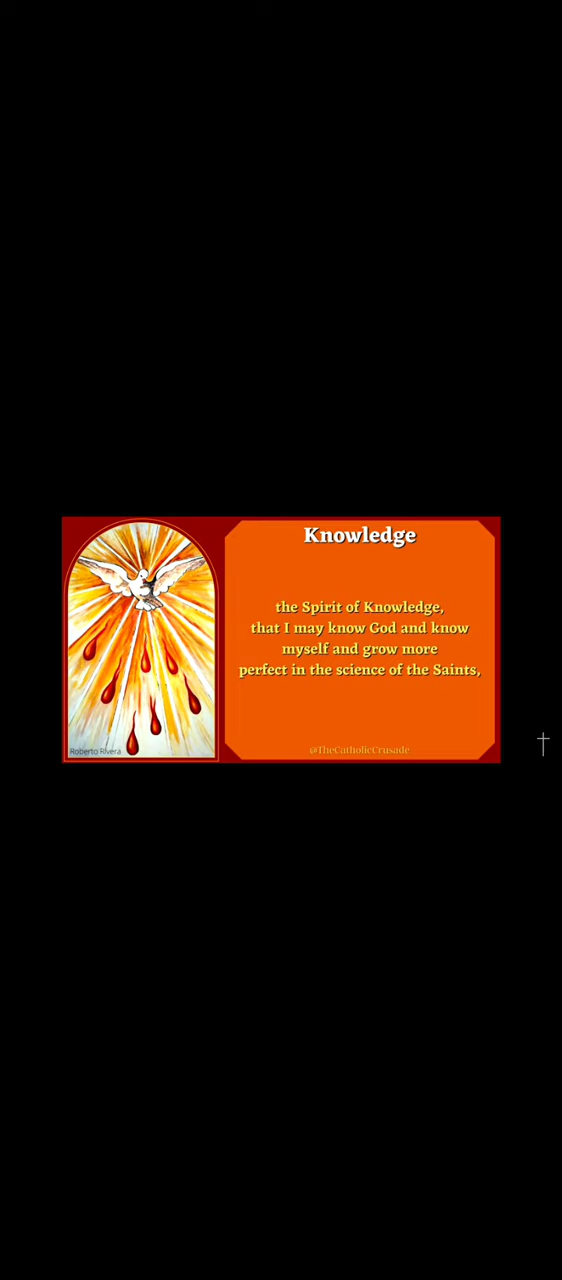 Knowledge
the Spirit of Knowledge,
that I may know God and know
myself and grow more
perfect in the science of the Saints,
Roberto Rivera
@TheCatholicCrusade